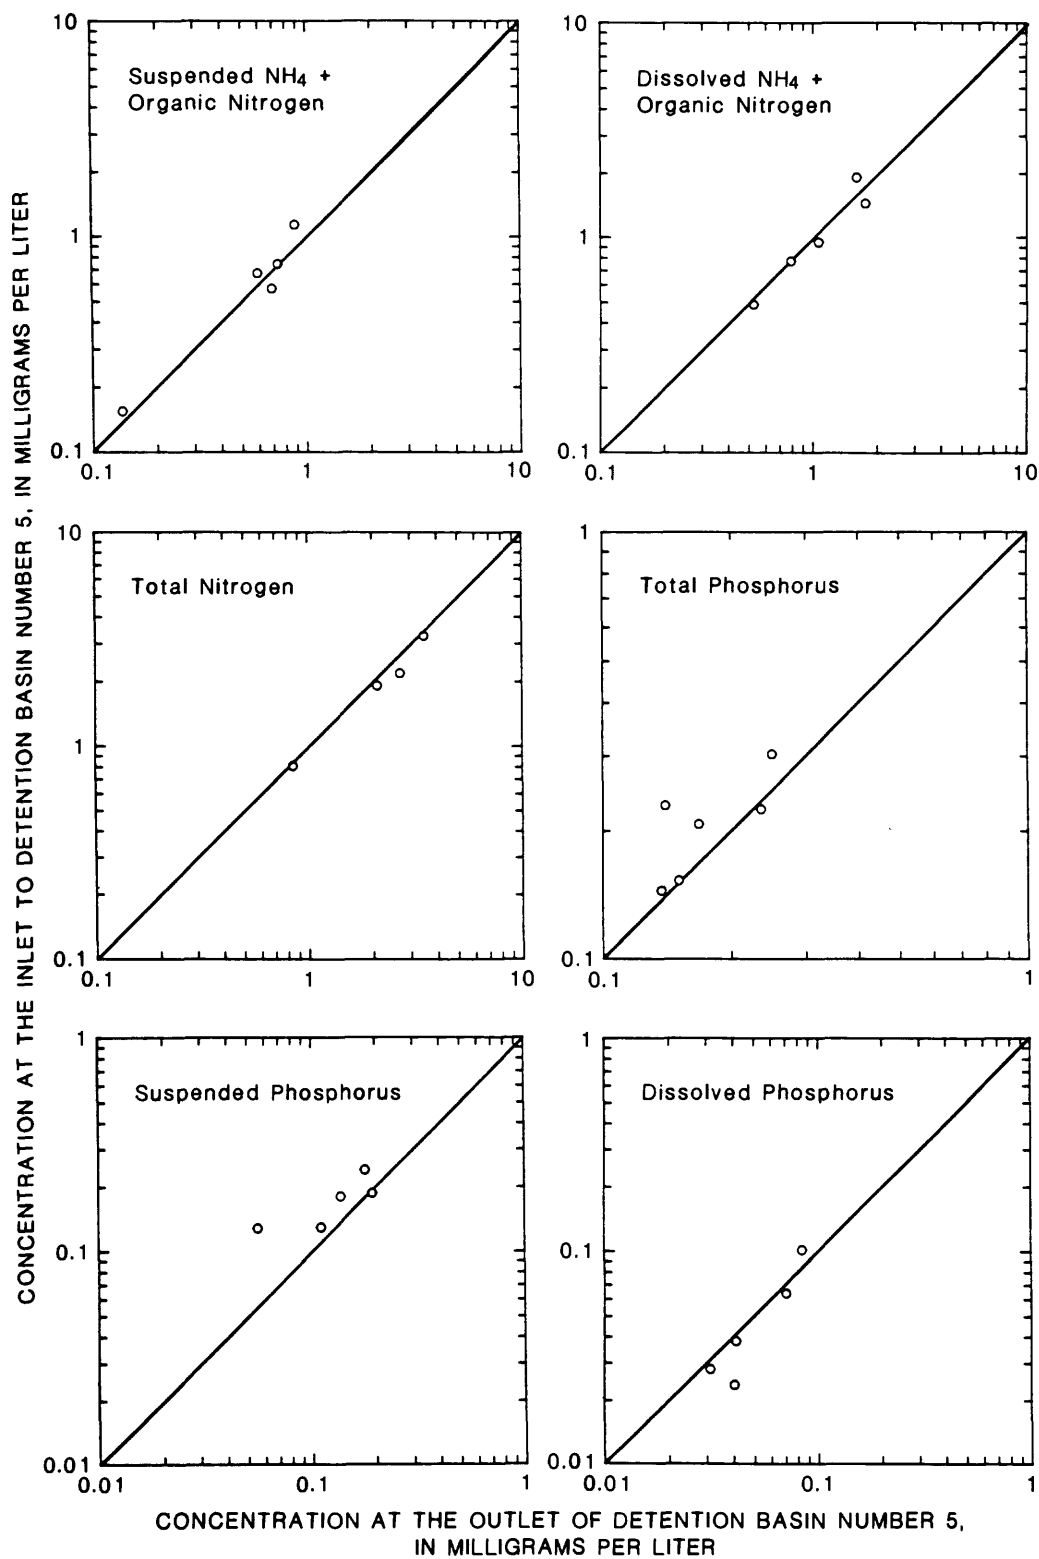 CONCENTRATION AT THE INLET TO DETENTION BASIN NUMBER 5, IN MILLIGRAMS PER LITER
10
1
0.1
0.1 1 10
Suspended NH4 +
Organic Nitrogen
10
1
0.1
0.1 1 10
Dissolved NH4 +
Organic Nitrogen
10
1
0.1
0.1 1 10
Total Nitrogen
1
0.1
0.1 1
Total Phosphorus
1
0.1
0.01
0.01 0.1 1
Suspended Phosphorus
1
0.1
0.01
0.01 0.1 1
Dissolved Phosphorus
CONCENTRATION AT THE OUTLET OF DETENTION BASIN NUMBER 5,
IN MILLIGRAMS PER LITER